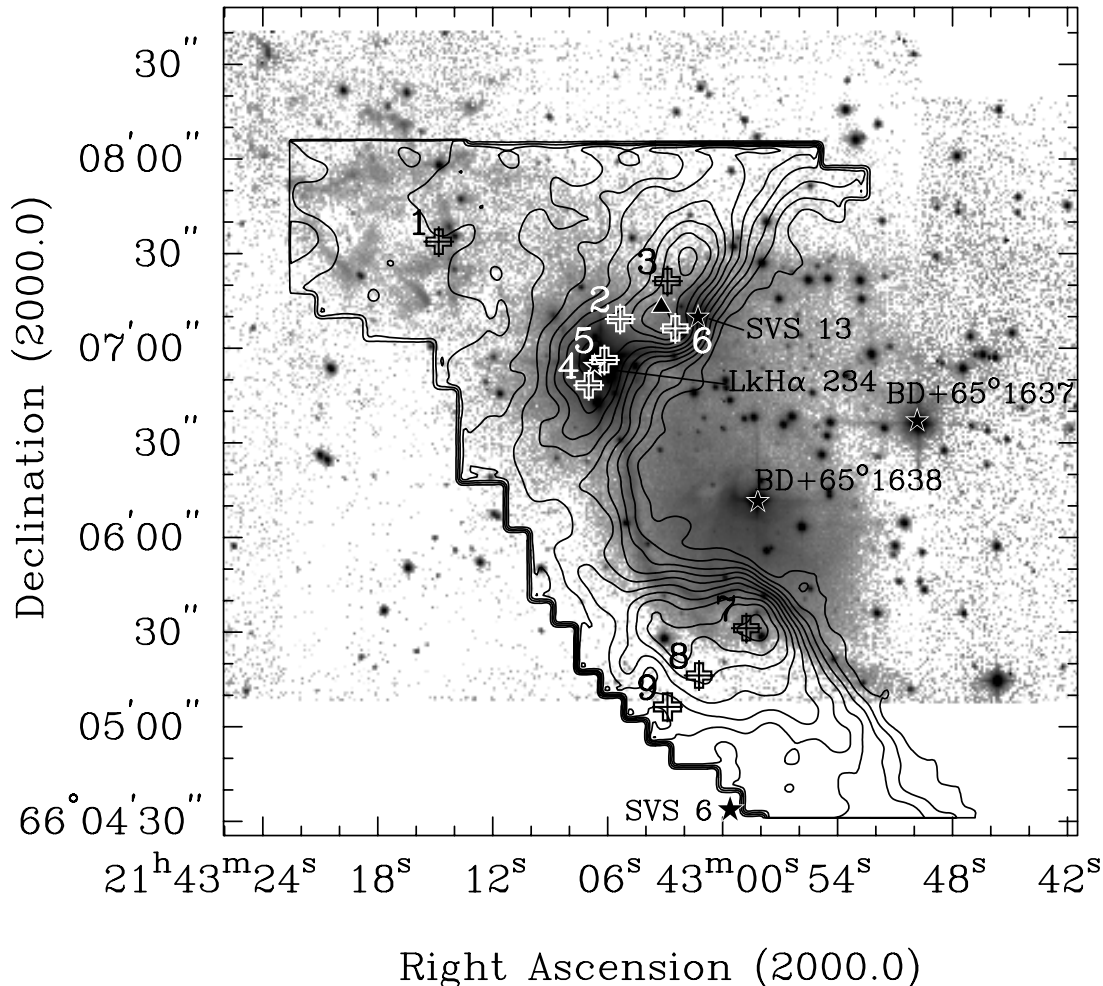 30″
08′00″
30″
1
3
2
SVS 13
5
6
07′00″
4
LkHα 234
BD+65°1637
30″
BD+65°1638
06′00″
7
30″
8
9
05′00″
SVS 6
66°04′30″
21ʰ43ᵐ24ˢ 18ˢ 12ˢ 06ˢ 43ᵐ00ˢ 54ˢ 48ˢ 42ˢ
Declination (2000.0)
Right Ascension (2000.0)